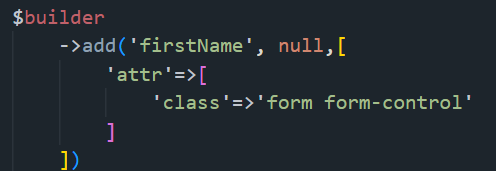 $builder
->add('firstName', null,[
'attr'=>[
'class'=>'form form-control'
]
])